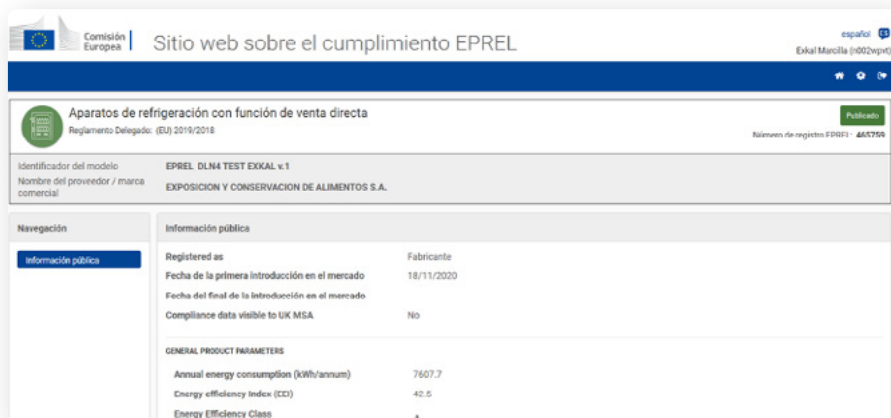 Comisión
Europea
Sitio web sobre el cumplimiento EPREL
español ES
Exkal Marcilla (n002wpvt)
Aparatos de refrigeración con función de venta directa
Reglamento Delegado: (EU) 2019/2018
Publicado
Número de registro EPREL: 465759
Identificador del modelo EPREL DLN4 TEST EXKAL v.1
Nombre del proveedor / marca
comercial
EXPOSICION Y CONSERVACION DE ALIMENTOS S.A.
Navegación
Información pública
Información pública
Registered as Fabricante
Fecha de la primera introducción en el mercado 18/11/2020
Fecha del final de la introducción en el mercado
Compliance data visible to UK MSA No
GENERAL PRODUCT PARAMETERS
Annual energy consumption (kWh/annum) 7607.7
Energy efficiency Index (EEI) 42.5
Energy Efficiency Class